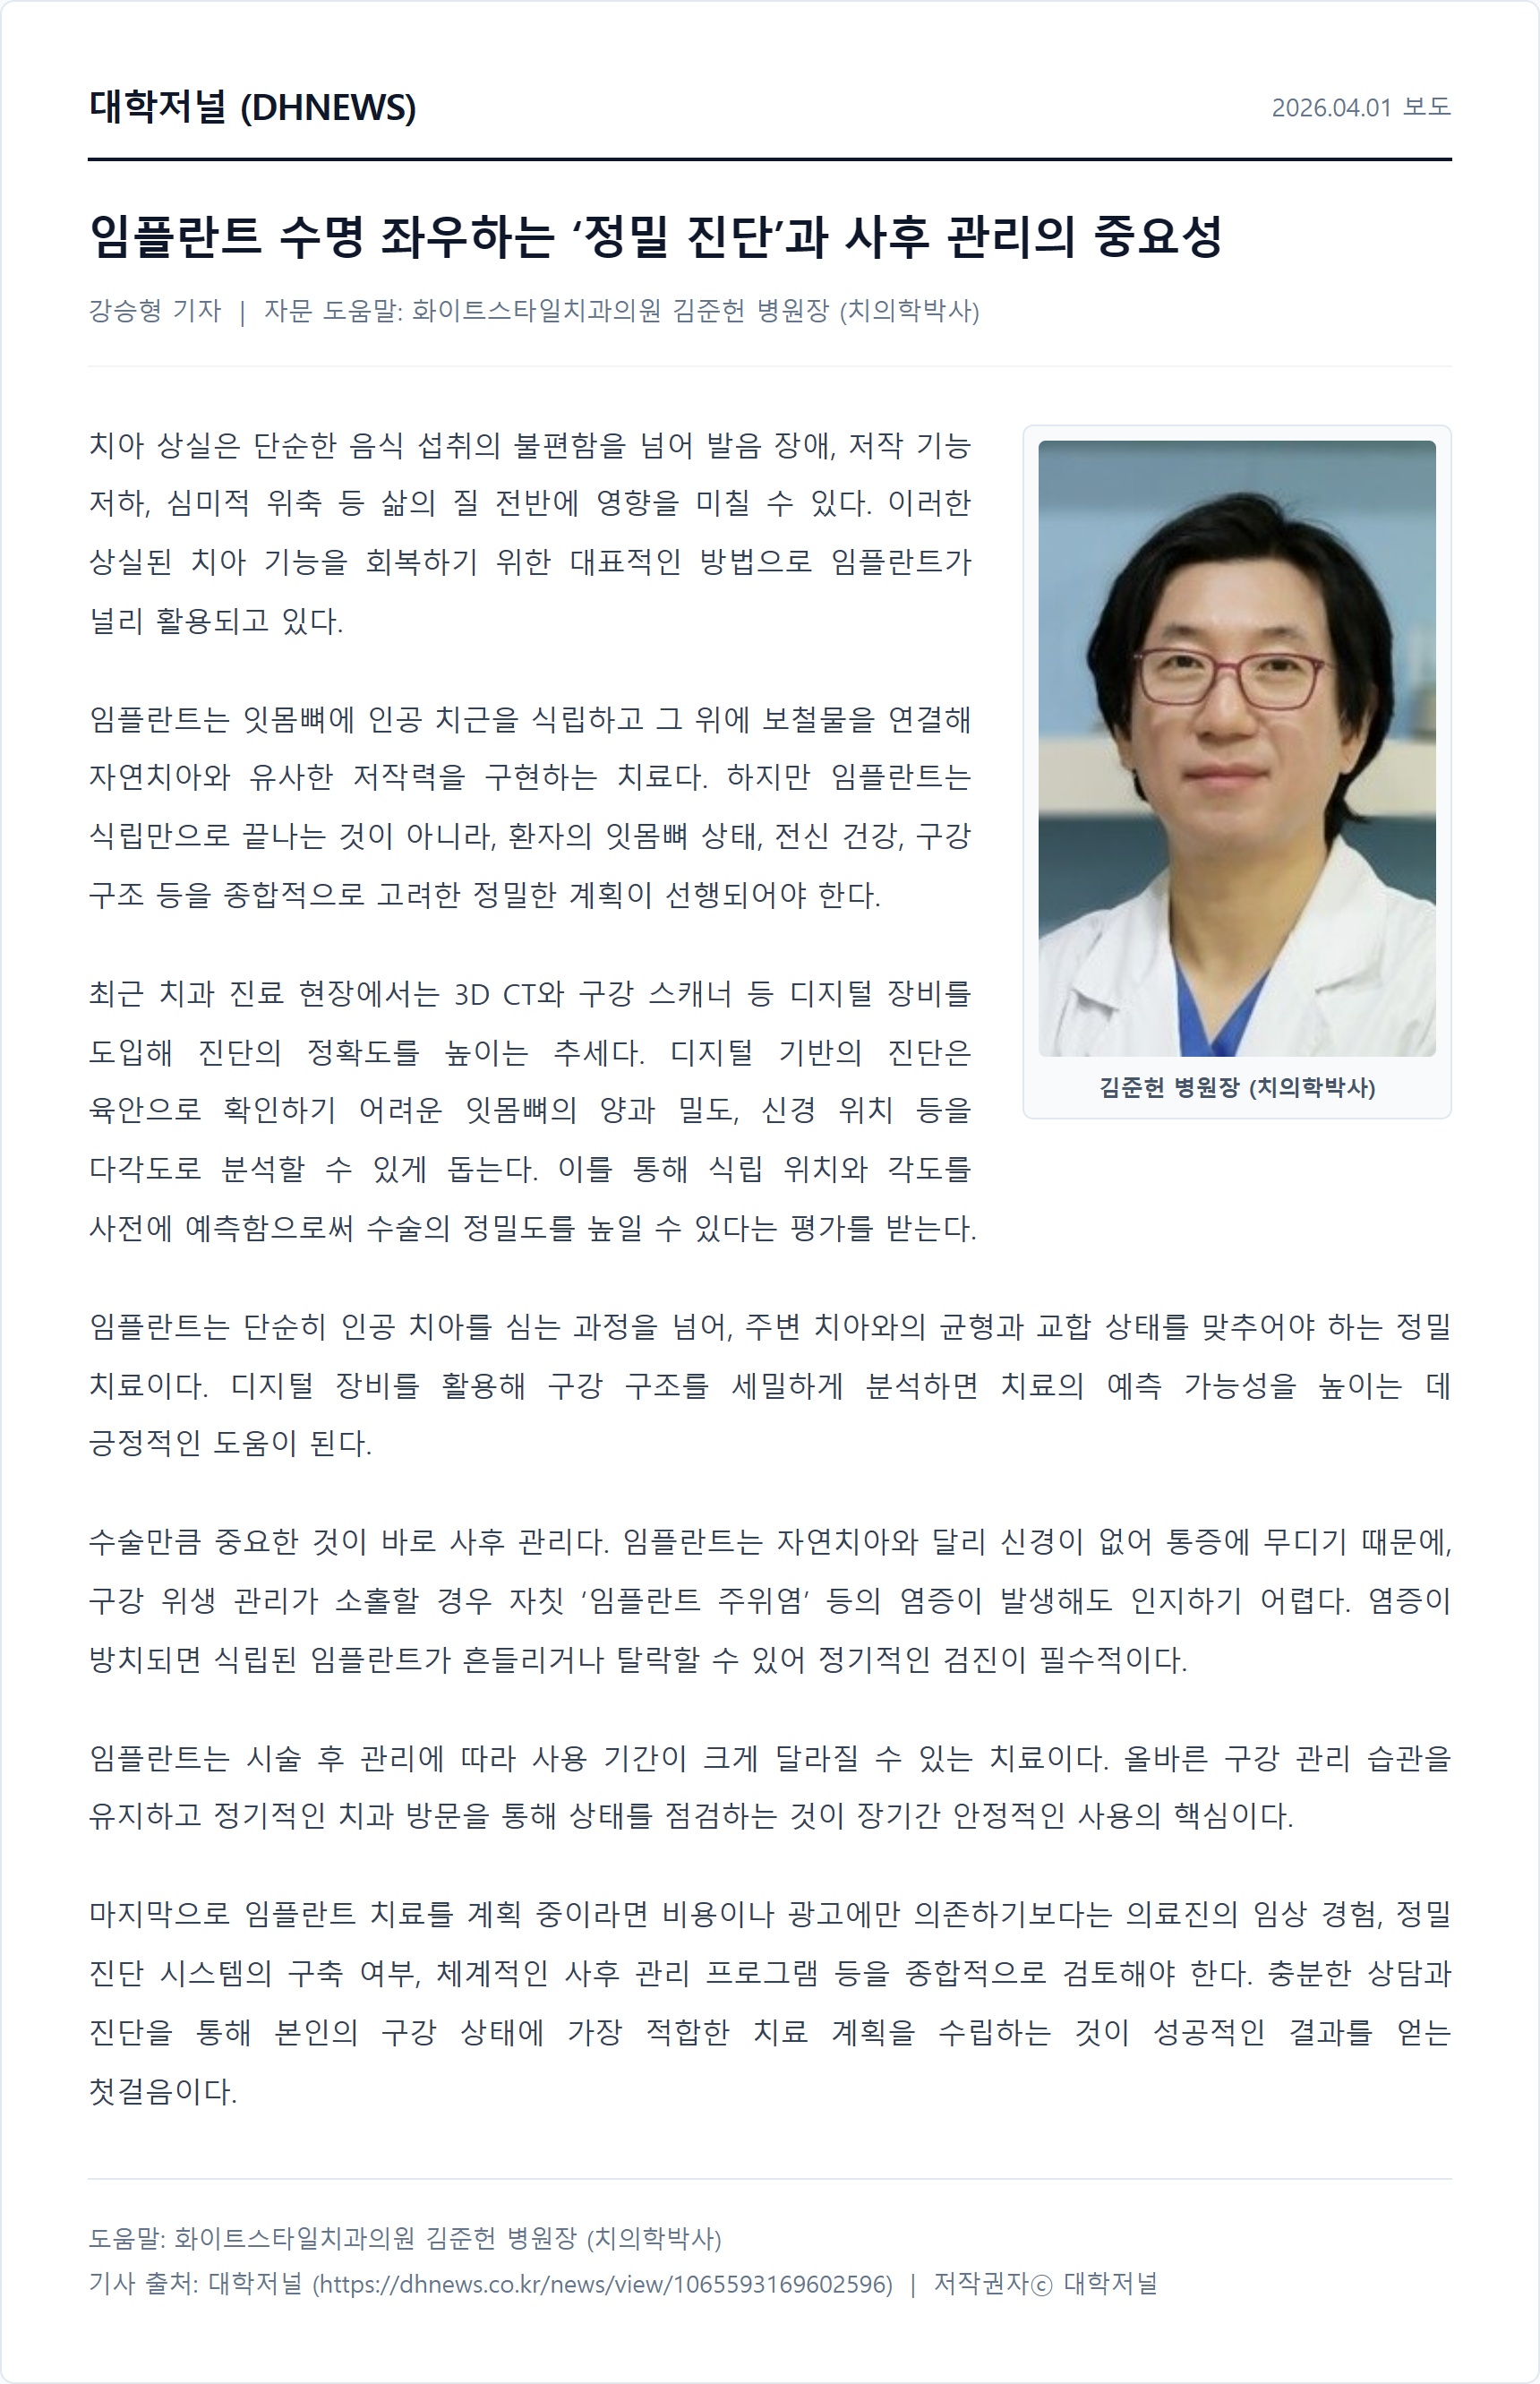 대학저널 (DHNEWS)
2026.04.01 보도
임플란트 수명 좌우하는 ‘정밀 진단’과 사후 관리의 중요성
강승형 기자 | 자문 도움말: 화이트스타일치과의원 김준헌 병원장 (치의학박사)
치아 상실은 단순한 음식 섭취의 불편함을 넘어 발음 장애, 저작 기능
저하, 심미적 위축 등 삶의 질 전반에 영향을 미칠 수 있다. 이러한
상실된 치아 기능을 회복하기 위한 대표적인 방법으로 임플란트가
널리 활용되고 있다.
임플란트는 잇몸뼈에 인공 치근을 식립하고 그 위에 보철물을 연결해
자연치아와 유사한 저작력을 구현하는 치료다. 하지만 임플란트는
식립만으로 끝나는 것이 아니라, 환자의 잇몸뼈 상태, 전신 건강, 구강
구조 등을 종합적으로 고려한 정밀한 계획이 선행되어야 한다.
최근 치과 진료 현장에서는 3D CT와 구강 스캐너 등 디지털 장비를
도입해 진단의 정확도를 높이는 추세다. 디지털 기반의 진단은
육안으로 확인하기 어려운 잇몸뼈의 양과 밀도, 신경 위치 등을
다각도로 분석할 수 있게 돕는다. 이를 통해 식립 위치와 각도를
사전에 예측함으로써 수술의 정밀도를 높일 수 있다는 평가를 받는다.
김준헌 병원장 (치의학박사)
임플란트는 단순히 인공 치아를 심는 과정을 넘어, 주변 치아와의 균형과 교합 상태를 맞추어야 하는 정밀
치료이다. 디지털 장비를 활용해 구강 구조를 세밀하게 분석하면 치료의 예측 가능성을 높이는 데
긍정적인 도움이 된다.
수술만큼 중요한 것이 바로 사후 관리다. 임플란트는 자연치아와 달리 신경이 없어 통증에 무디기 때문에,
구강 위생 관리가 소홀할 경우 자칫 ‘임플란트 주위염’ 등의 염증이 발생해도 인지하기 어렵다. 염증이
방치되면 식립된 임플란트가 흔들리거나 탈락할 수 있어 정기적인 검진이 필수적이다.
임플란트는 시술 후 관리에 따라 사용 기간이 크게 달라질 수 있는 치료이다. 올바른 구강 관리 습관을
유지하고 정기적인 치과 방문을 통해 상태를 점검하는 것이 장기간 안정적인 사용의 핵심이다.
마지막으로 임플란트 치료를 계획 중이라면 비용이나 광고에만 의존하기보다는 의료진의 임상 경험, 정밀
진단 시스템의 구축 여부, 체계적인 사후 관리 프로그램 등을 종합적으로 검토해야 한다. 충분한 상담과
진단을 통해 본인의 구강 상태에 가장 적합한 치료 계획을 수립하는 것이 성공적인 결과를 얻는
첫걸음이다.
도움말: 화이트스타일치과의원 김준헌 병원장 (치의학박사)
기사 출처: 대학저널 (https://dhnews.co.kr/news/view/1065593169602596) | 저작권자ⓒ 대학저널